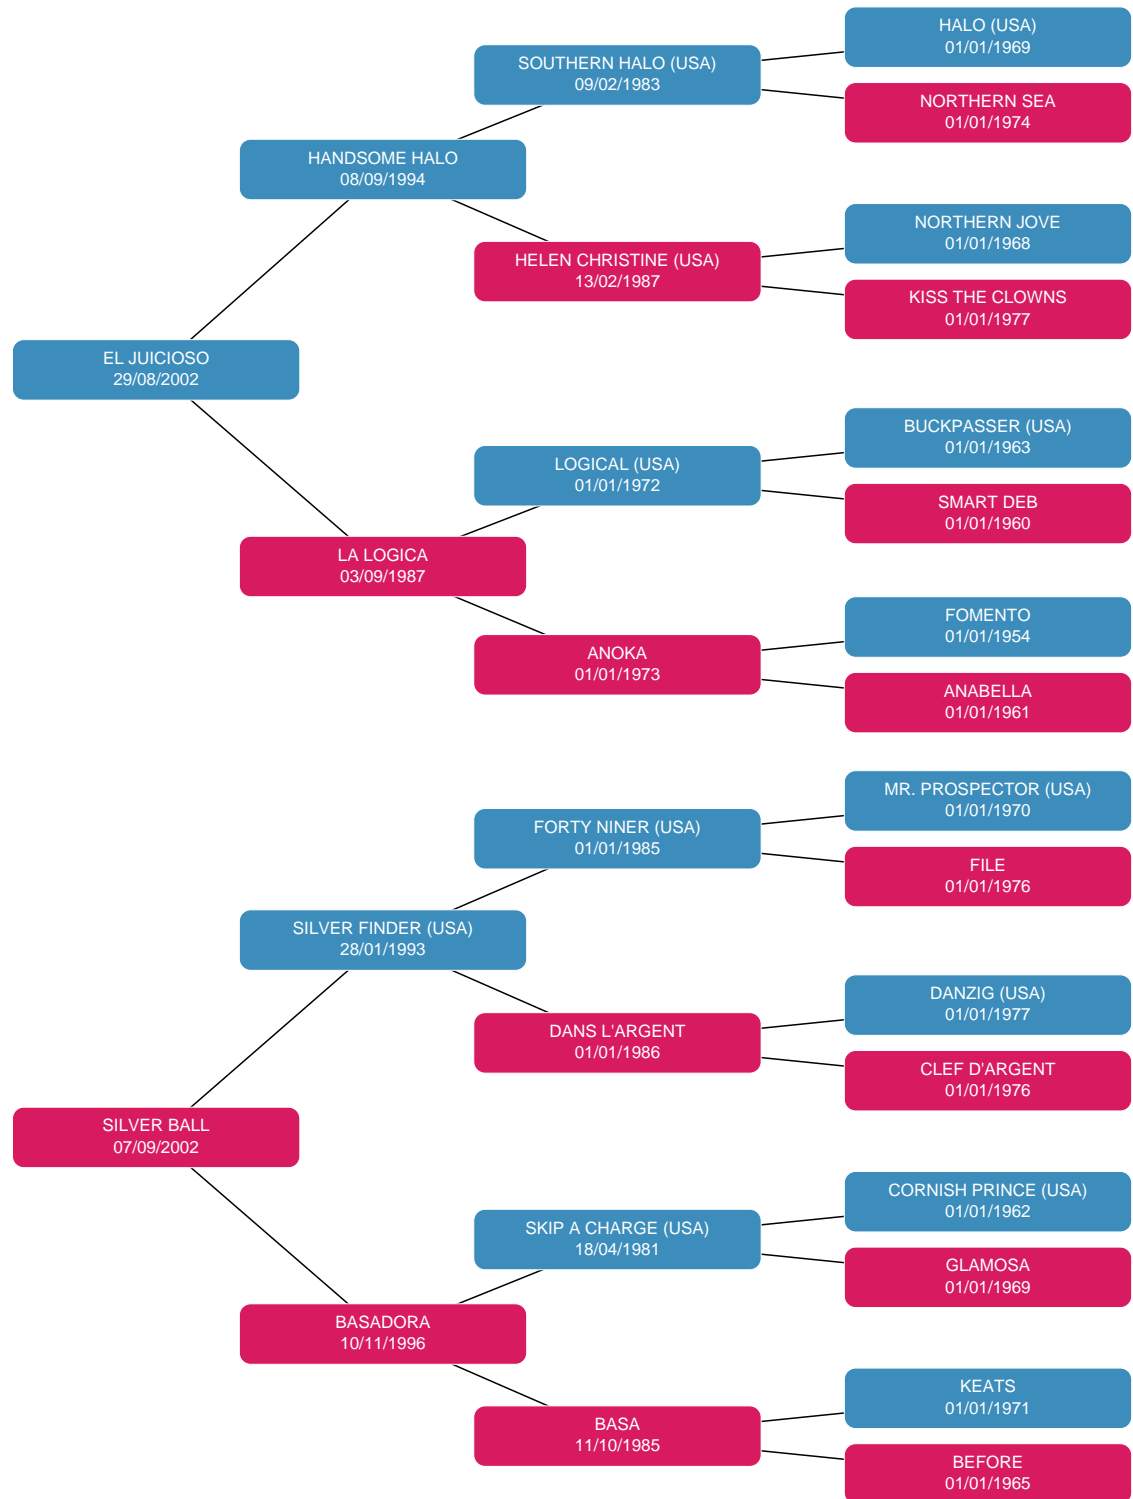 HALO (USA)
01/01/1969
SOUTHERN HALO (USA)
09/02/1983
NORTHERN SEA
01/01/1974
HANDSOME HALO
08/09/1994
NORTHERN JOVE
01/01/1968
HELEN CHRISTINE (USA)
13/02/1987
KISS THE CLOWNS
01/01/1977
EL JUICIOSO
29/08/2002
BUCKPASSER (USA)
01/01/1963
LOGICAL (USA)
01/01/1972
SMART DEB
01/01/1960
LA LOGICA
03/09/1987
FOMENTO
01/01/1954
ANOKA
01/01/1973
ANABELLA
01/01/1961
MR. PROSPECTOR (USA)
01/01/1970
FORTY NINER (USA)
01/01/1985
FILE
01/01/1976
SILVER FINDER (USA)
28/01/1993
DANZIG (USA)
01/01/1977
DANS L'ARGENT
01/01/1986
CLEF D'ARGENT
01/01/1976
SILVER BALL
07/09/2002
CORNISH PRINCE (USA)
01/01/1962
SKIP A CHARGE (USA)
18/04/1981
GLAMOSA
01/01/1969
BASADORA
10/11/1996
KEATS
01/01/1971
BASA
11/10/1985
BEFORE
01/01/1965